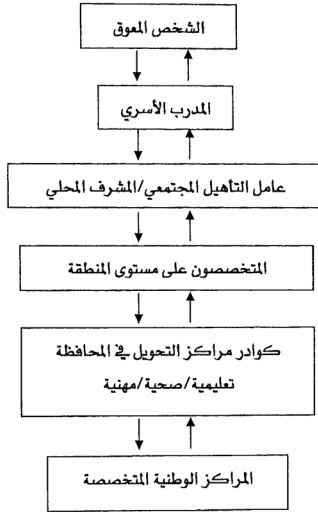 الشخص المعوق
المدرب الأسري
عامل التأهيل المجتمعي/المشرف المحلي
المتخصصون على مستوى المنطقة
كوادر مراكز التحويل في المحافظة
تعليمية/صحية/مهنية
المراكز الوطنية المتخصصة